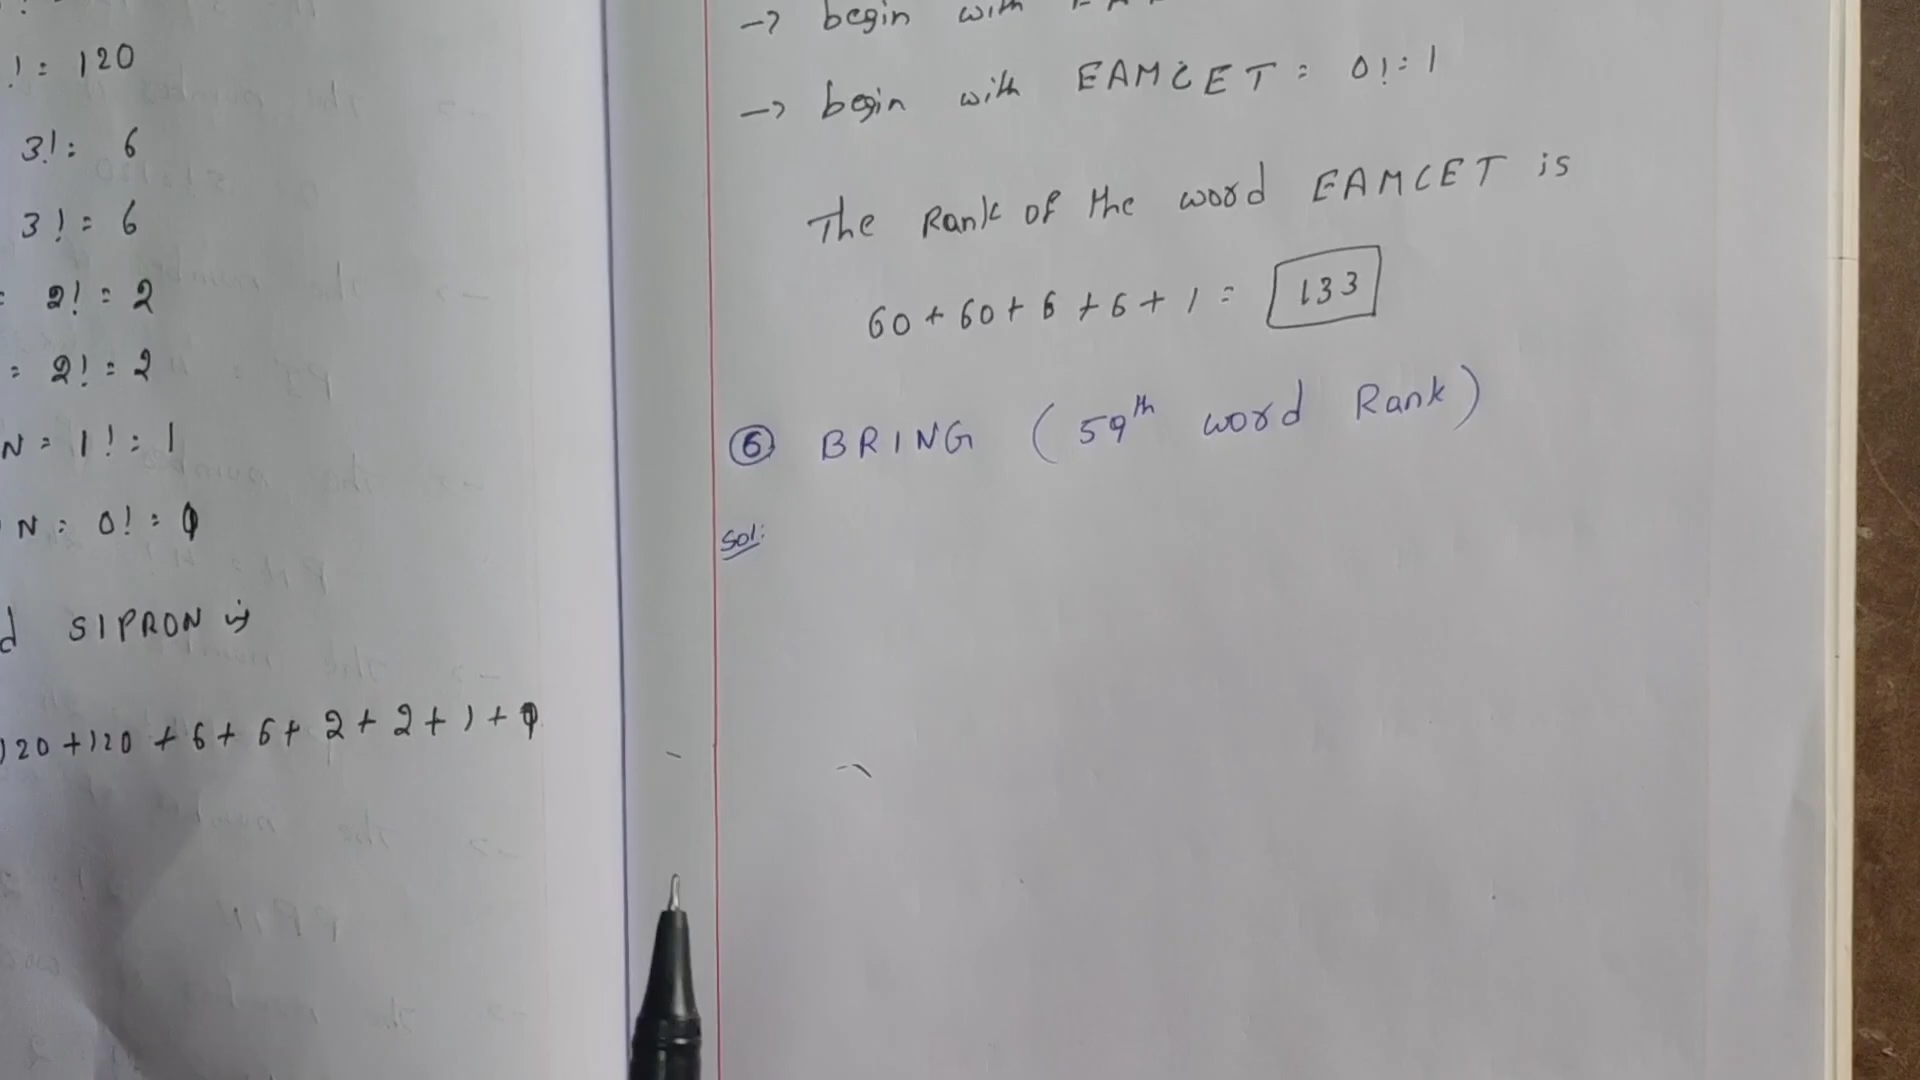 ! = 120
3! = 6
3! = 6
= 2! = 2
= 2! = 2
N = 1! = 1
N = 0! = 0
d SIPRON is
120 + 120 + 6 + 6 + 2 + 2 + 1 +
→ begin with
→ begin with EAMCET = 0! = 1
The Rank of the word EAMCET is
60 + 60 + 6 + 6 + 1 = 133
⑥ BRING (59th word Rank)
Sol: